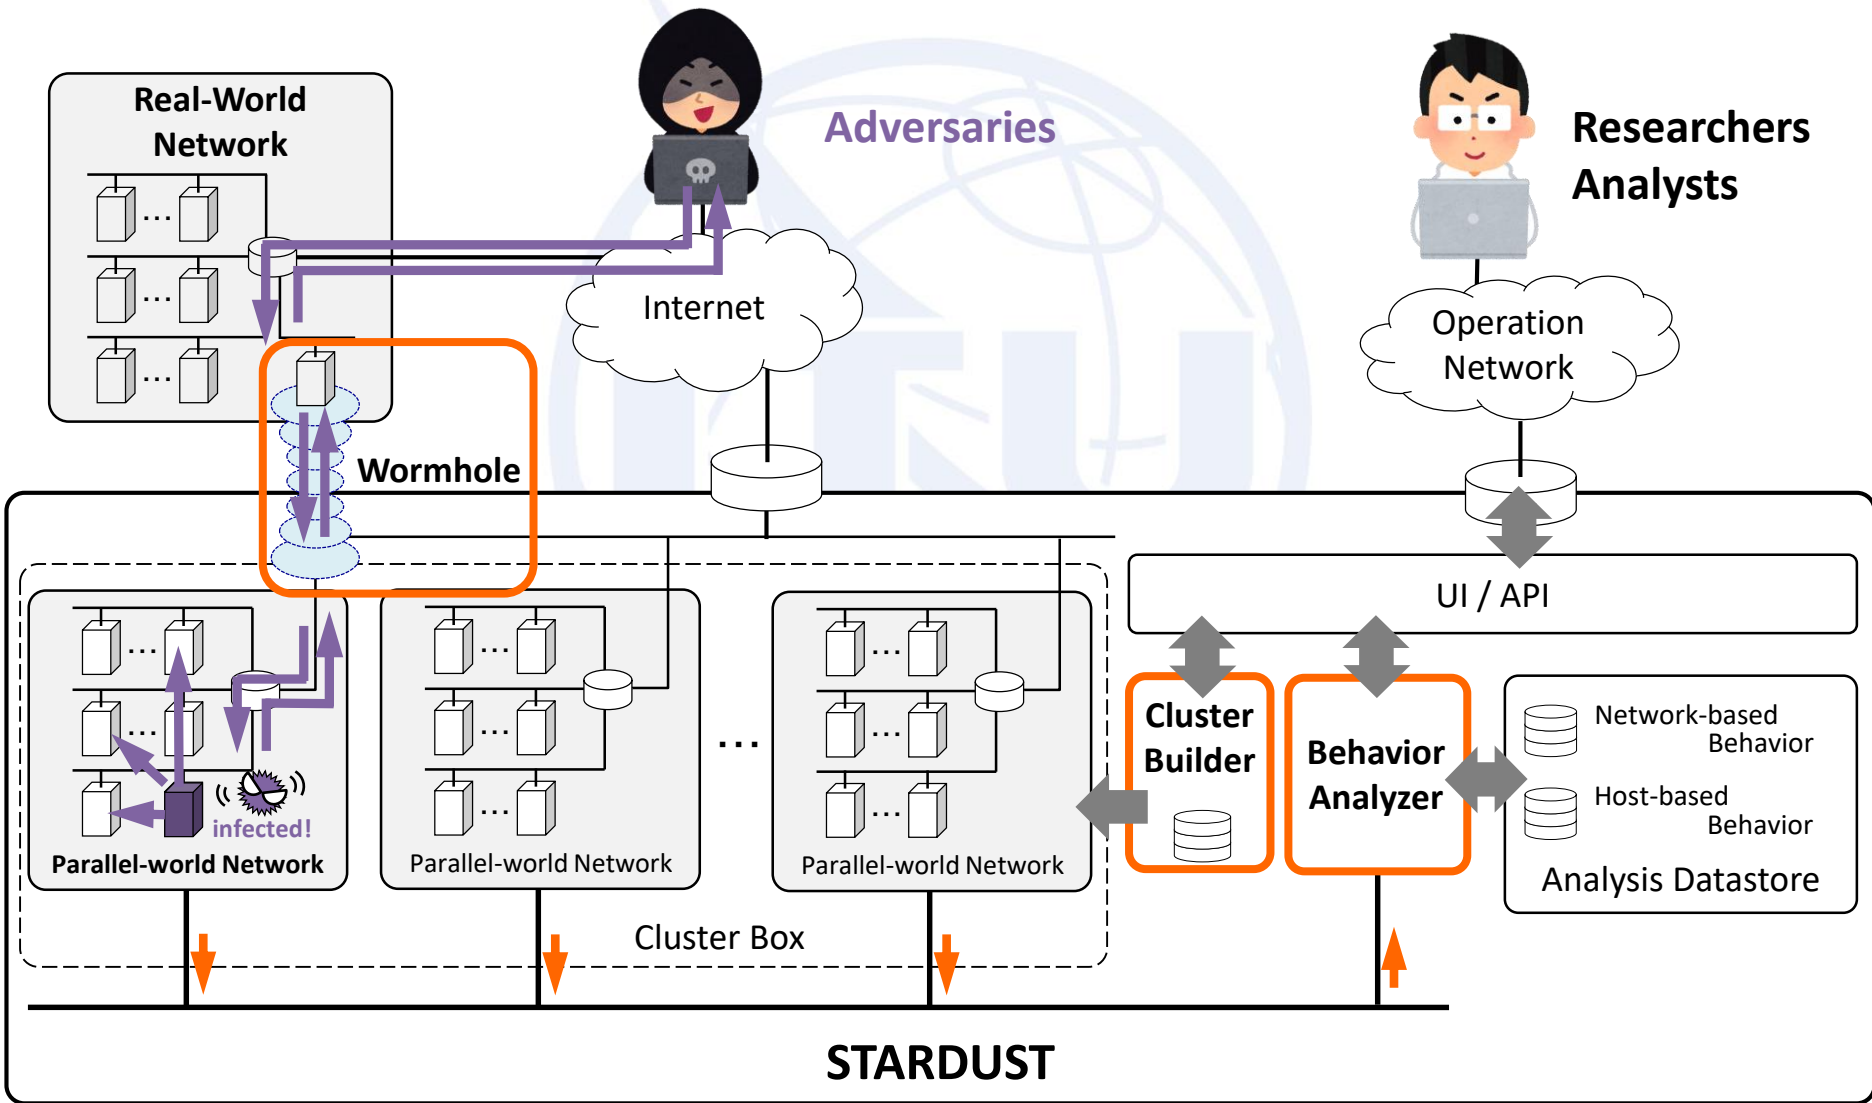 Real-World
Network
Adversaries
Researchers
Analysts
Internet
Operation
Network
Wormhole
UI / API
Cluster
Builder
Behavior
Analyzer
Network-based
Behavior
Host-based
Behavior
Analysis Datastore
...
...
...
...
...
...
...
...
...
...
...
...
...
infected!
Parallel-world Network
Parallel-world Network
Parallel-world Network
Cluster Box
STARDUST
ITU